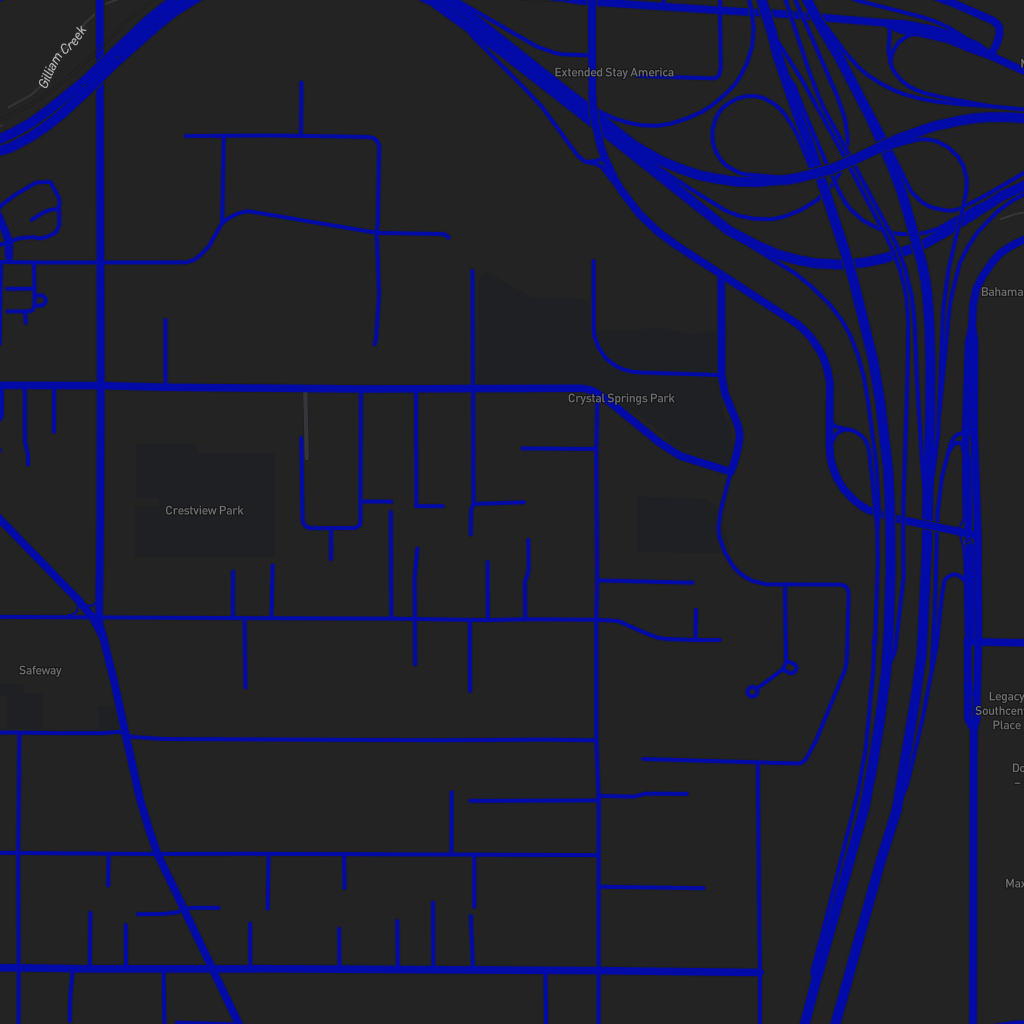 Gilliam Creek
Extended Stay America
Bahama
Crystal Springs Park
Crestview Park
Safeway
Legacy
Southcen
Place
Do
–
Max